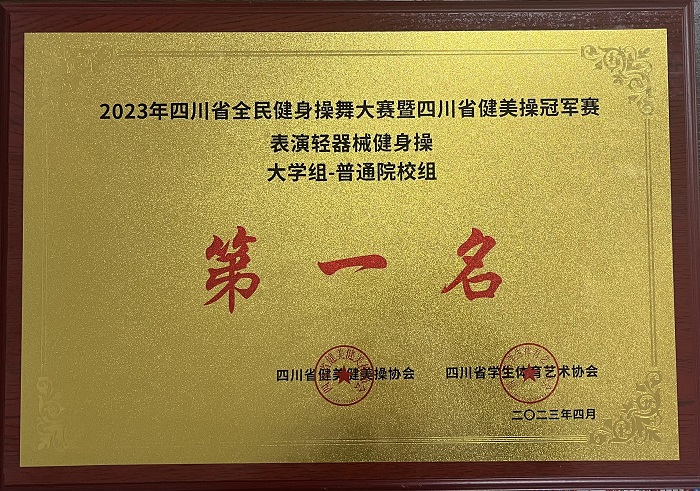 2023年四川省全民健身操舞大赛暨四川省健美操冠军赛
表演轻器械健身操
大学组-普通院校组
第一名
四川省健美健美操协会 四川省学生体育艺术协会
二〇二三年四月